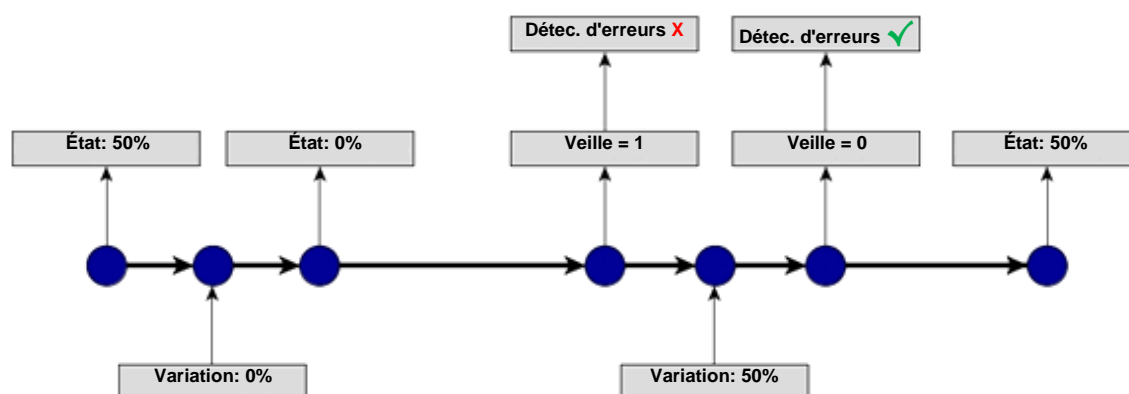 Détec. d'erreurs X
Détec. d'erreurs ✓
État: 50%
État: 0%
Veille = 1
Veille = 0
État: 50%
Variation: 0%
Variation: 50%